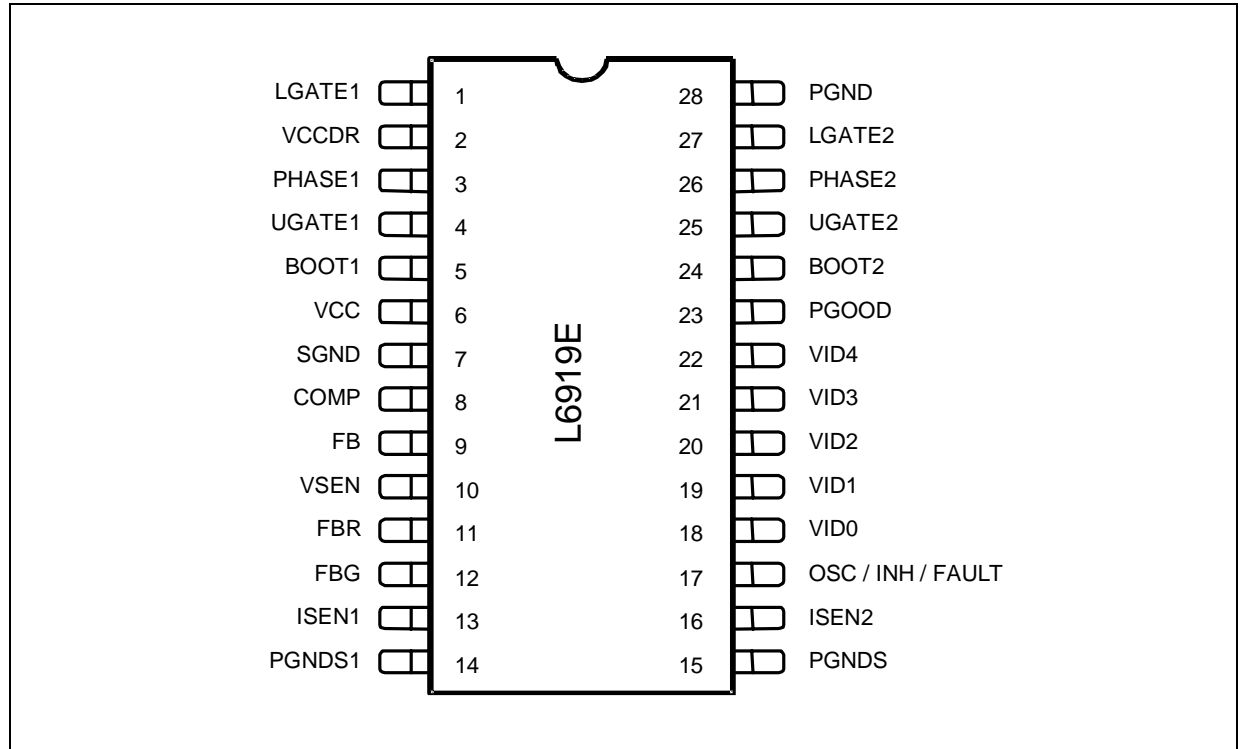 LGATE1 1 28 PGND
VCCDR 2 27 LGATE2
PHASE1 3 26 PHASE2
UGATE1 4 25 UGATE2
BOOT1 5 24 BOOT2
VCC 6 23 PGOOD
SGND 7 22 VID4
COMP 8 21 VID3
FB 9 20 VID2
VSEN 10 19 VID1
FBR 11 18 VID0
FBG 12 17 OSC / INH / FAULT
ISEN1 13 16 ISEN2
PGNDS1 14 15 PGNDS
L6919E